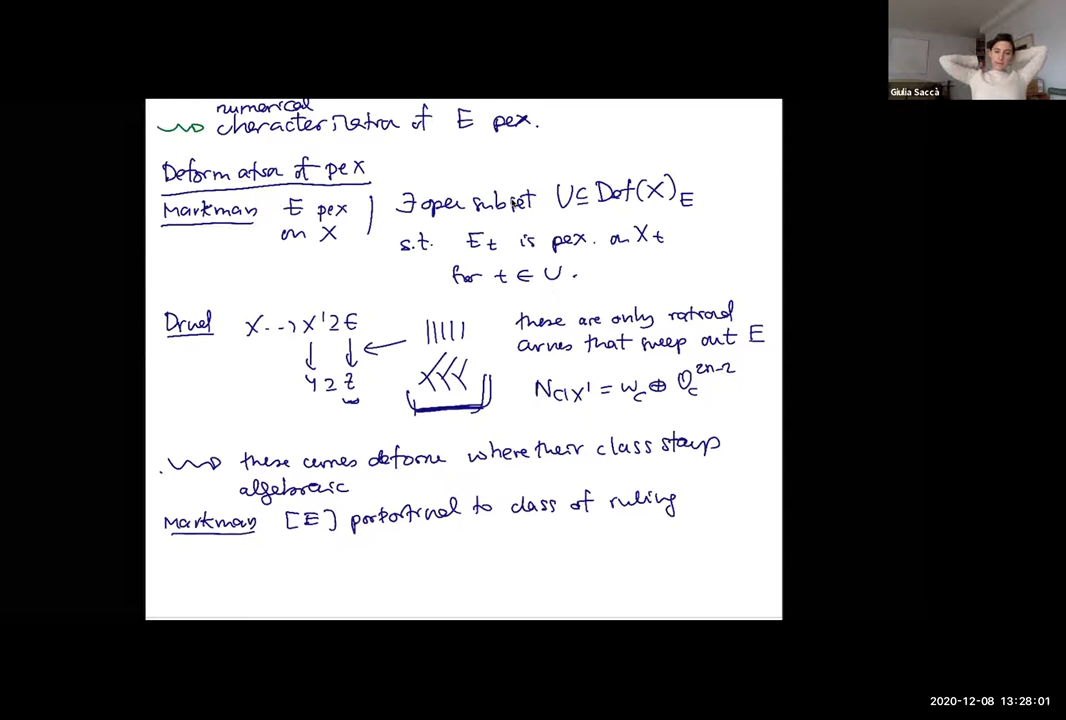 numerical
characterization of E pex.
Deformation of pex
Markman E pex on X ∃ open subset U ⊆ Def(X)_E
s.t. E_t is pex. on X_t
for t ∈ U.
Druel X --> X' ⊇ E
↓ ↓
Y ⊇ Z
these are only rational
curves that sweep out E
N_{C|X'} = ω_C ⊕ O_C^{2n-2}
these curves deform where their class stays
algebraic
Markman [E] proportional to class of ruling
Giulia Saccà
2020-12-08 13:28:01